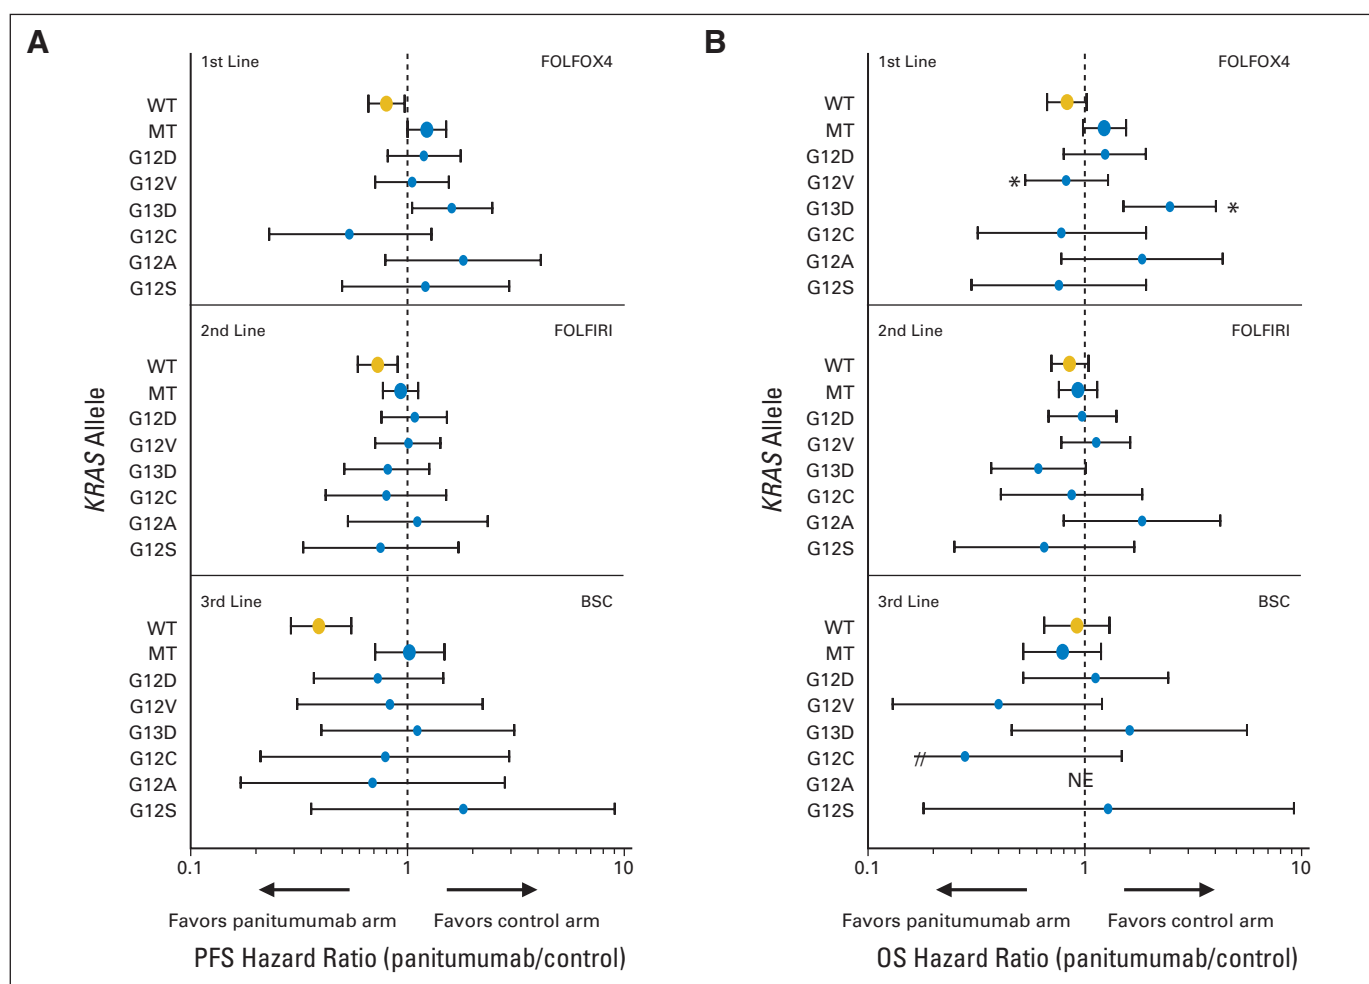 A
1st Line FOLFOX4
WT
MT
G12D
G12V
G13D
G12C
G12A
G12S
2nd Line FOLFIRI
WT
MT
G12D
G12V
G13D
G12C
G12A
G12S
3rd Line BSC
WT
MT
G12D
G12V
G13D
G12C
G12A
G12S
KRAS Allele
0.1 1 10
Favors panitumumab arm Favors control arm
PFS Hazard Ratio (panitumumab/control)
B
1st Line FOLFOX4
WT
MT
G12D
G12V *
G13D *
G12C
G12A
G12S
2nd Line FOLFIRI
WT
MT
G12D
G12V
G13D
G12C
G12A
G12S
3rd Line BSC
WT
MT
G12D
G12V
G13D
G12C //
G12A NE
G12S
KRAS Allele
0.1 1 10
Favors panitumumab arm Favors control arm
OS Hazard Ratio (panitumumab/control)